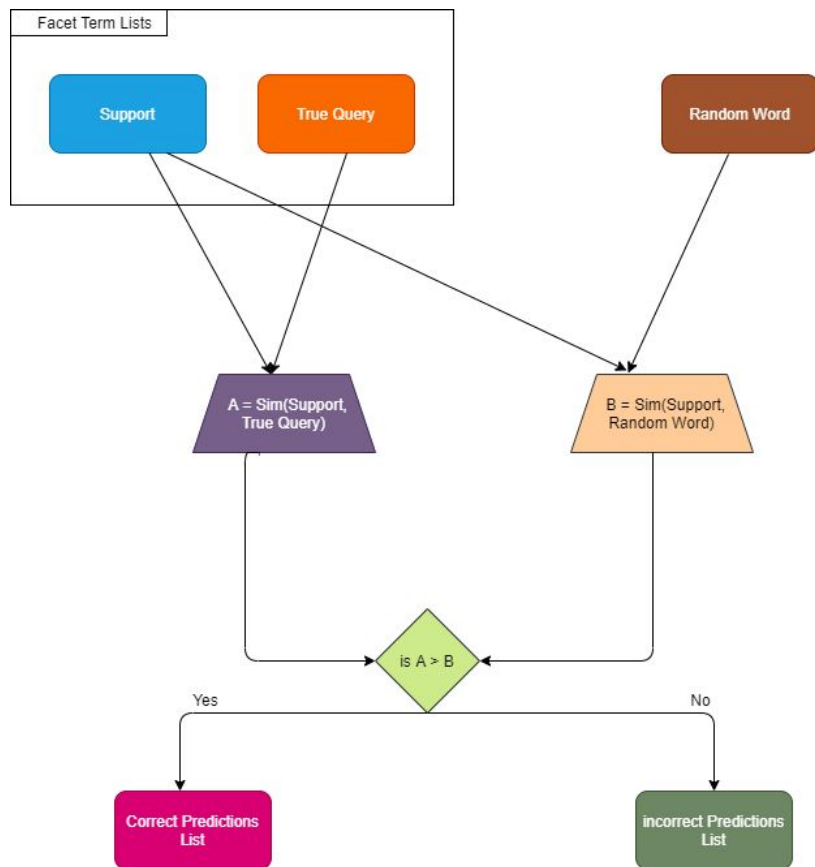 Facet Term Lists
Support
True Query
Random Word
A = Sim(Support,
True Query)
B = Sim(Support,
Random Word)
is A > B
Yes
No
Correct Predictions
List
incorrect Predictions
List